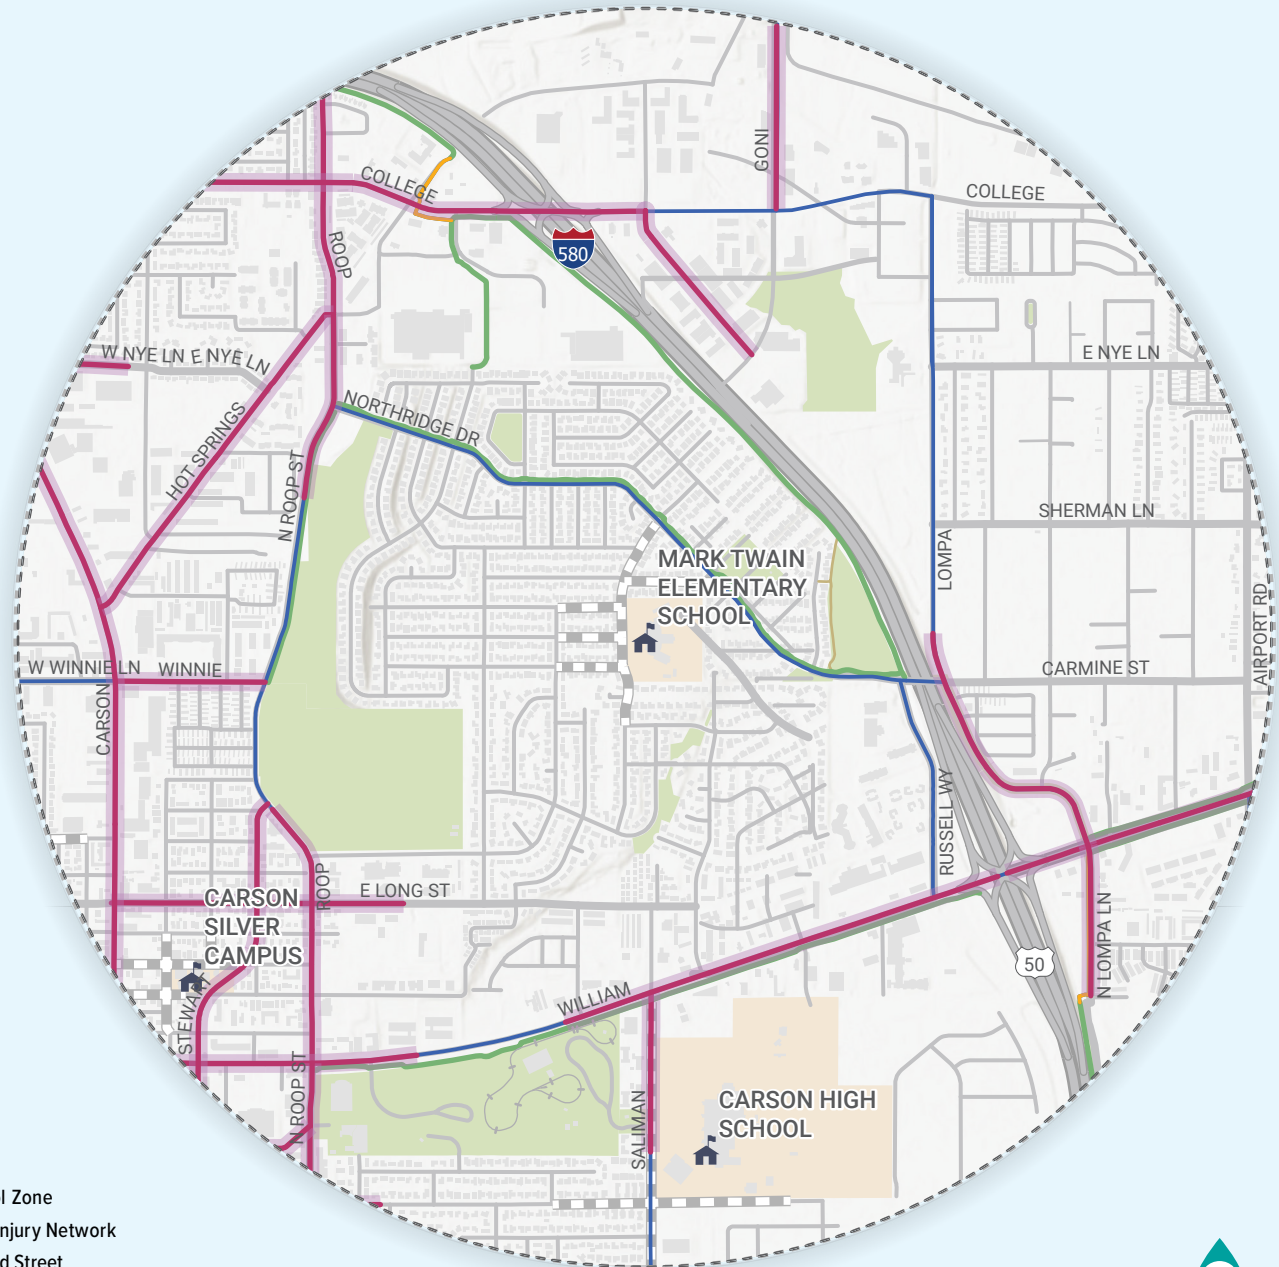 GONI
COLLEGE
COLLEGE
ROOP
580
W NYE LN
E NYE LN
E NYE LN
NORTHRIDGE DR
HOT SPRINGS
N ROOP ST
SHERMAN LN
MARK TWAIN
ELEMENTARY
SCHOOL
LOMPA
AIRPORT RD
W WINNIE LN
WINNIE
CARMINE ST
CARSON
RUSSELL WY
ROOP
E LONG ST
CARSON
SILVER
CAMPUS
50
N LOMPA LN
STEWART
WILLIAM
N ROOP ST
SALIMAN
CARSON HIGH
SCHOOL
Zone
Network
Street